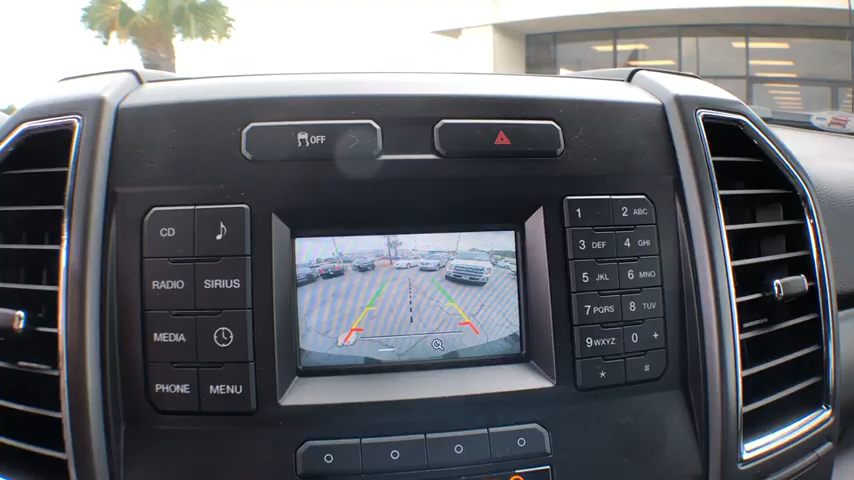 OFF
CD
RADIO SIRIUS
MEDIA
PHONE MENU
1 2 ABC
3 DEF 4 GHI
5 JKL 6 MNO
7 PQRS 8 TUV
9 WXYZ 0 +
* #